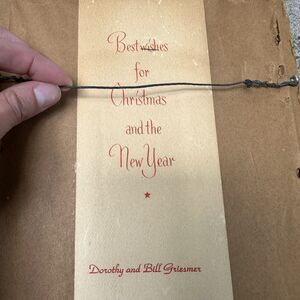 Best wishes
for
Christmas
and the
New Year
Dorothy and Bill Griesmer